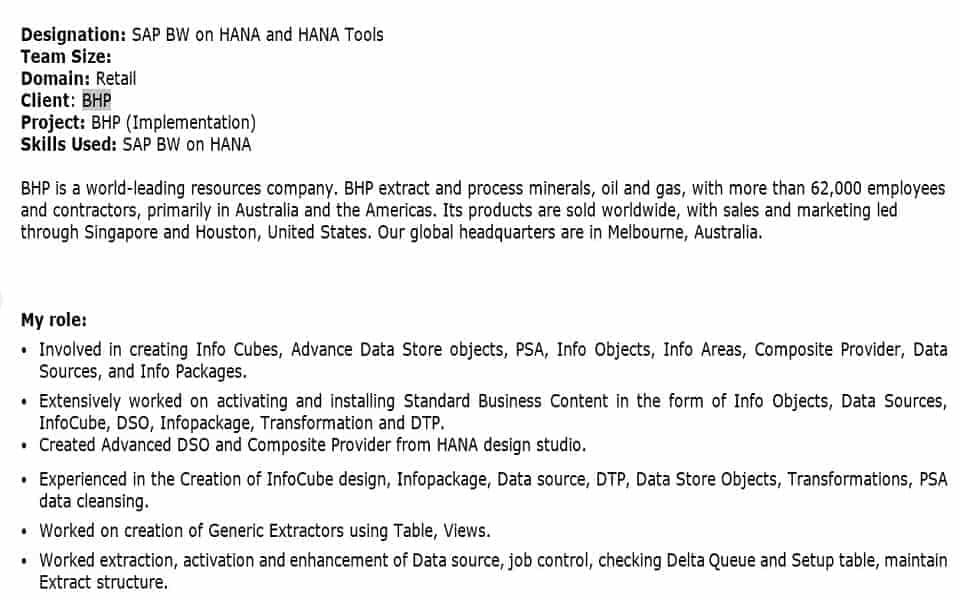 Designation: SAP BW on HANA and HANA Tools
Team Size:
Domain: Retail
Client: BHP
Project: BHP (Implementation)
Skills Used: SAP BW on HANA
BHP is a world-leading resources company. BHP extract and process minerals, oil and gas, with more than 62,000 employees
and contractors, primarily in Australia and the Americas. Its products are sold worldwide, with sales and marketing led
through Singapore and Houston, United States. Our global headquarters are in Melbourne, Australia.
My role:
• Involved in creating Info Cubes, Advance Data Store objects, PSA, Info Objects, Info Areas, Composite Provider, Data
Sources, and Info Packages.
• Extensively worked on activating and installing Standard Business Content in the form of Info Objects, Data Sources,
InfoCube, DSO, Infopackage, Transformation and DTP.
• Created Advanced DSO and Composite Provider from HANA design studio.
• Experienced in the Creation of InfoCube design, Infopackage, Data source, DTP, Data Store Objects, Transformations, PSA
data cleansing.
• Worked on creation of Generic Extractors using Table, Views.
• Worked extraction, activation and enhancement of Data source, job control, checking Delta Queue and Setup table, maintain
Extract structure.